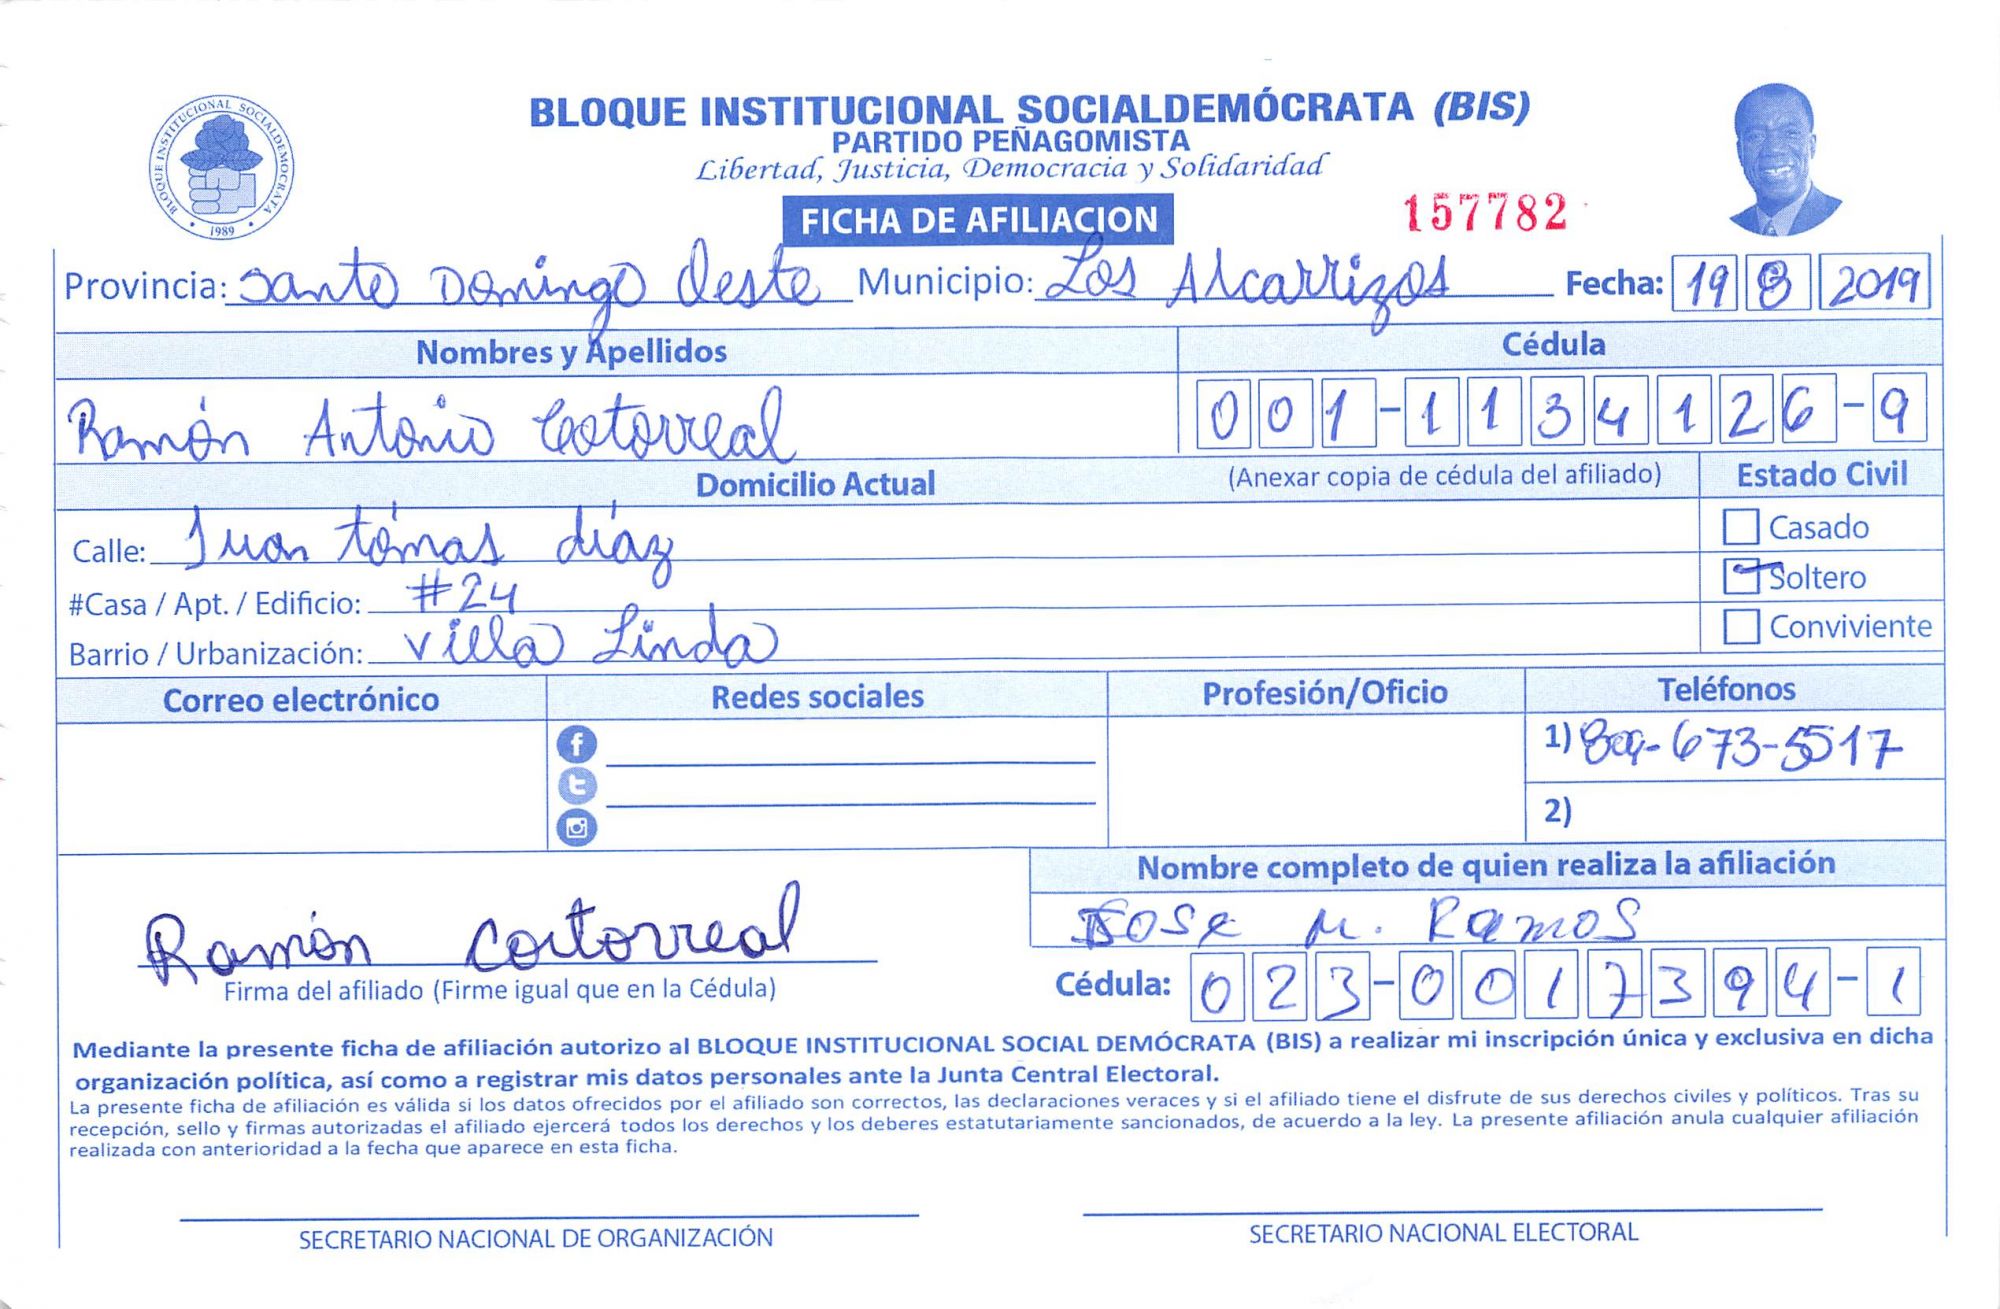 BLOQUE INSTITUCIONAL SOCIALDEMÓCRATA (BIS)
PARTIDO PEÑAGOMISTA
Libertad, Justicia, Democracia y Solidaridad
BLOQUE INSTITUCIONAL SOCIALDEMOCRATA
1989
FICHA DE AFILIACION
157782
Provincia: Santo Domingo Oeste Municipio: Los Alcarrizos Fecha: 19 8 2019
Nombres y Apellidos Cédula
Ramón Antonio Cotorreal 001-1134126-9
Domicilio Actual (Anexar copia de cédula del afiliado) Estado Civil
Calle: Juan tómas díaz Casado
#Casa / Apt. / Edificio: #24 Soltero
Barrio / Urbanización: Villa Linda Conviviente
Correo electrónico Redes sociales Profesión/Oficio Teléfonos
1) 809-673-5517
2)
Nombre completo de quien realiza la afiliación
Jose M. Ramos
Ramón Cortorreal
Firma del afiliado (Firme igual que en la Cédula) Cédula: 023-0017394-1
Mediante la presente ficha de afiliación autorizo al BLOQUE INSTITUCIONAL SOCIAL DEMÓCRATA (BIS) a realizar mi inscripción única y exclusiva en dicha
organización política, así como a registrar mis datos personales ante la Junta Central Electoral.
La presente ficha de afiliación es válida si los datos ofrecidos por el afiliado son correctos, las declaraciones veraces y si el afiliado tiene el disfrute de sus derechos civiles y políticos. Tras su
recepción, sello y firmas autorizadas el afiliado ejercerá todos los derechos y los deberes estatutariamente sancionados, de acuerdo a la ley. La presente afiliación anula cualquier afiliación
realizada con anterioridad a la fecha que aparece en esta ficha.
SECRETARIO NACIONAL DE ORGANIZACIÓN SECRETARIO NACIONAL ELECTORAL